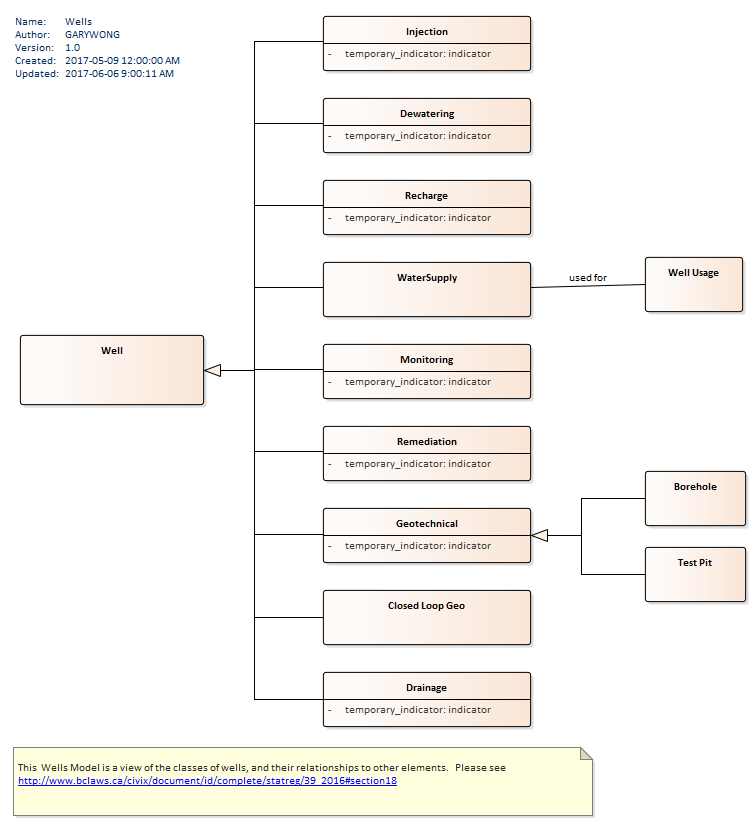 Name: Wells
Author: GARYWONG
Version: 1.0
Created: 2017-05-09 12:00:00 AM
Updated: 2017-06-06 9:00:11 AM
Injection
- temporary_indicator: indicator
Dewatering
- temporary_indicator: indicator
Recharge
- temporary_indicator: indicator
WaterSupply
used for
Well Usage
Well
Monitoring
- temporary_indicator: indicator
Remediation
- temporary_indicator: indicator
Geotechnical
- temporary_indicator: indicator
Borehole
Test Pit
Closed Loop Geo
Drainage
- temporary_indicator: indicator
This Wells Model is a view of the classes of wells, and their relationships to other elements. Please see
http://www.bclaws.ca/civix/document/id/complete/statreg/39_2016#section18